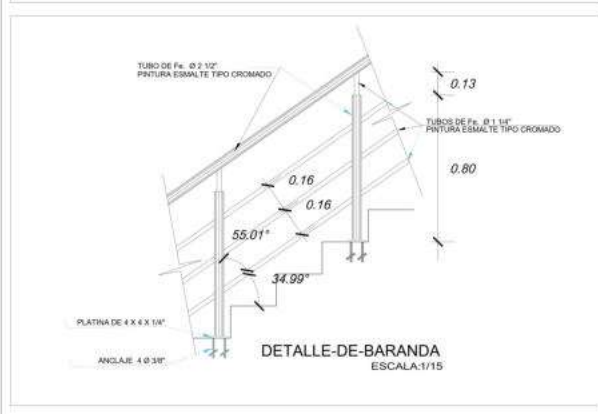 TUBO DE Fe. Ø 2 1/2"
PINTURA ESMALTE TIPO CROMADO
0.13
TUBOS DE Fe. Ø 1 1/4"
PINTURA ESMALTE TIPO CROMADO
0.80
0.16
0.16
55.01°
34.99°
PLATINA DE 4 X 4 X 1/4"
ANCLAJE 4 Ø 3/8"
DETALLE-DE-BARANDA
ESCALA:1/15